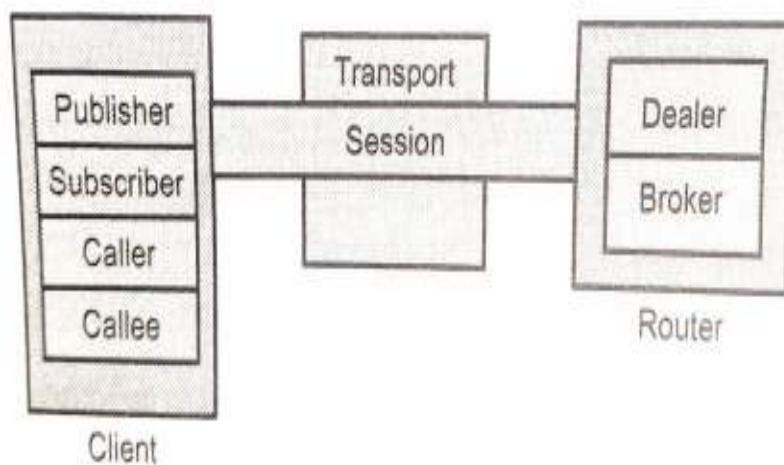 Publisher
Subscriber
Caller
Callee
Client
Transport
Session
Dealer
Broker
Router